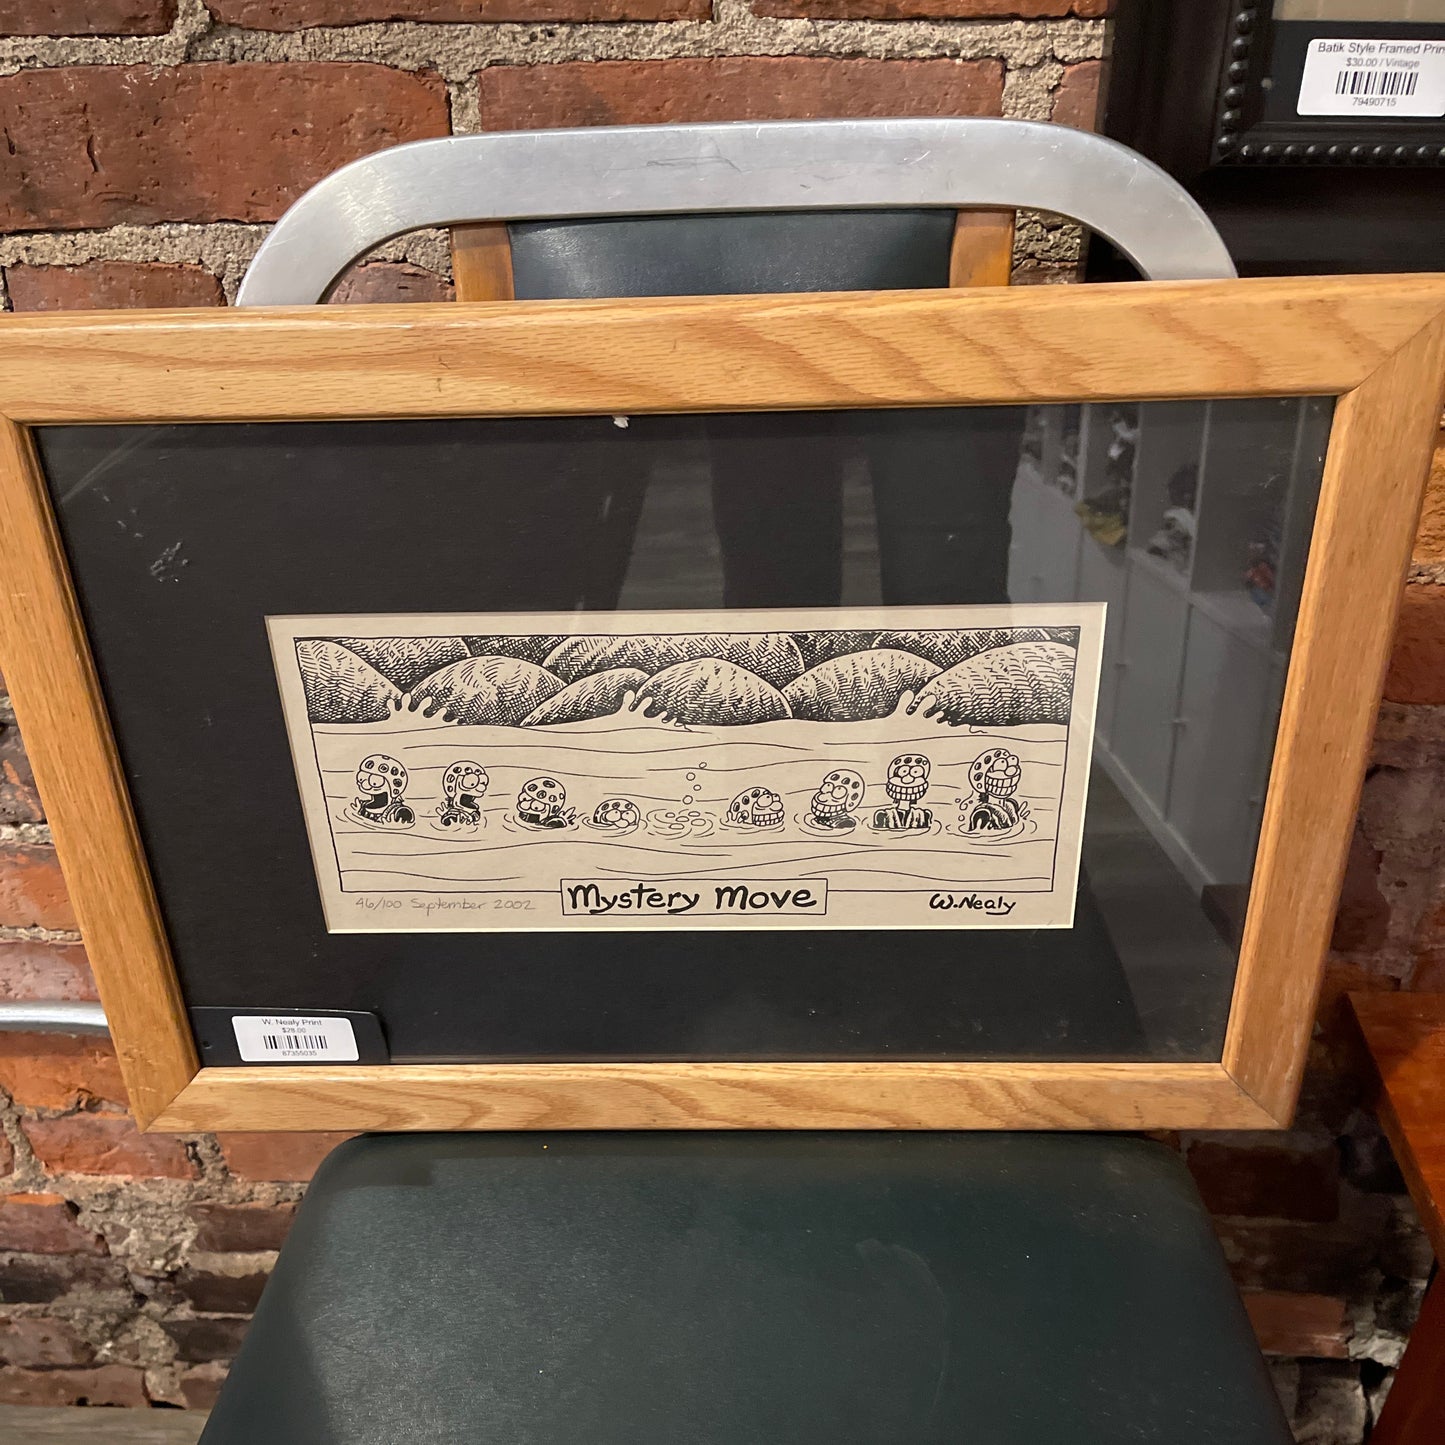 Batik Style Framed Prin
$30.00 / Vintage
79490715
46/100 September 2002
Mystery Move
W. Nealy
W. Nealy Print
$28.00
87355035